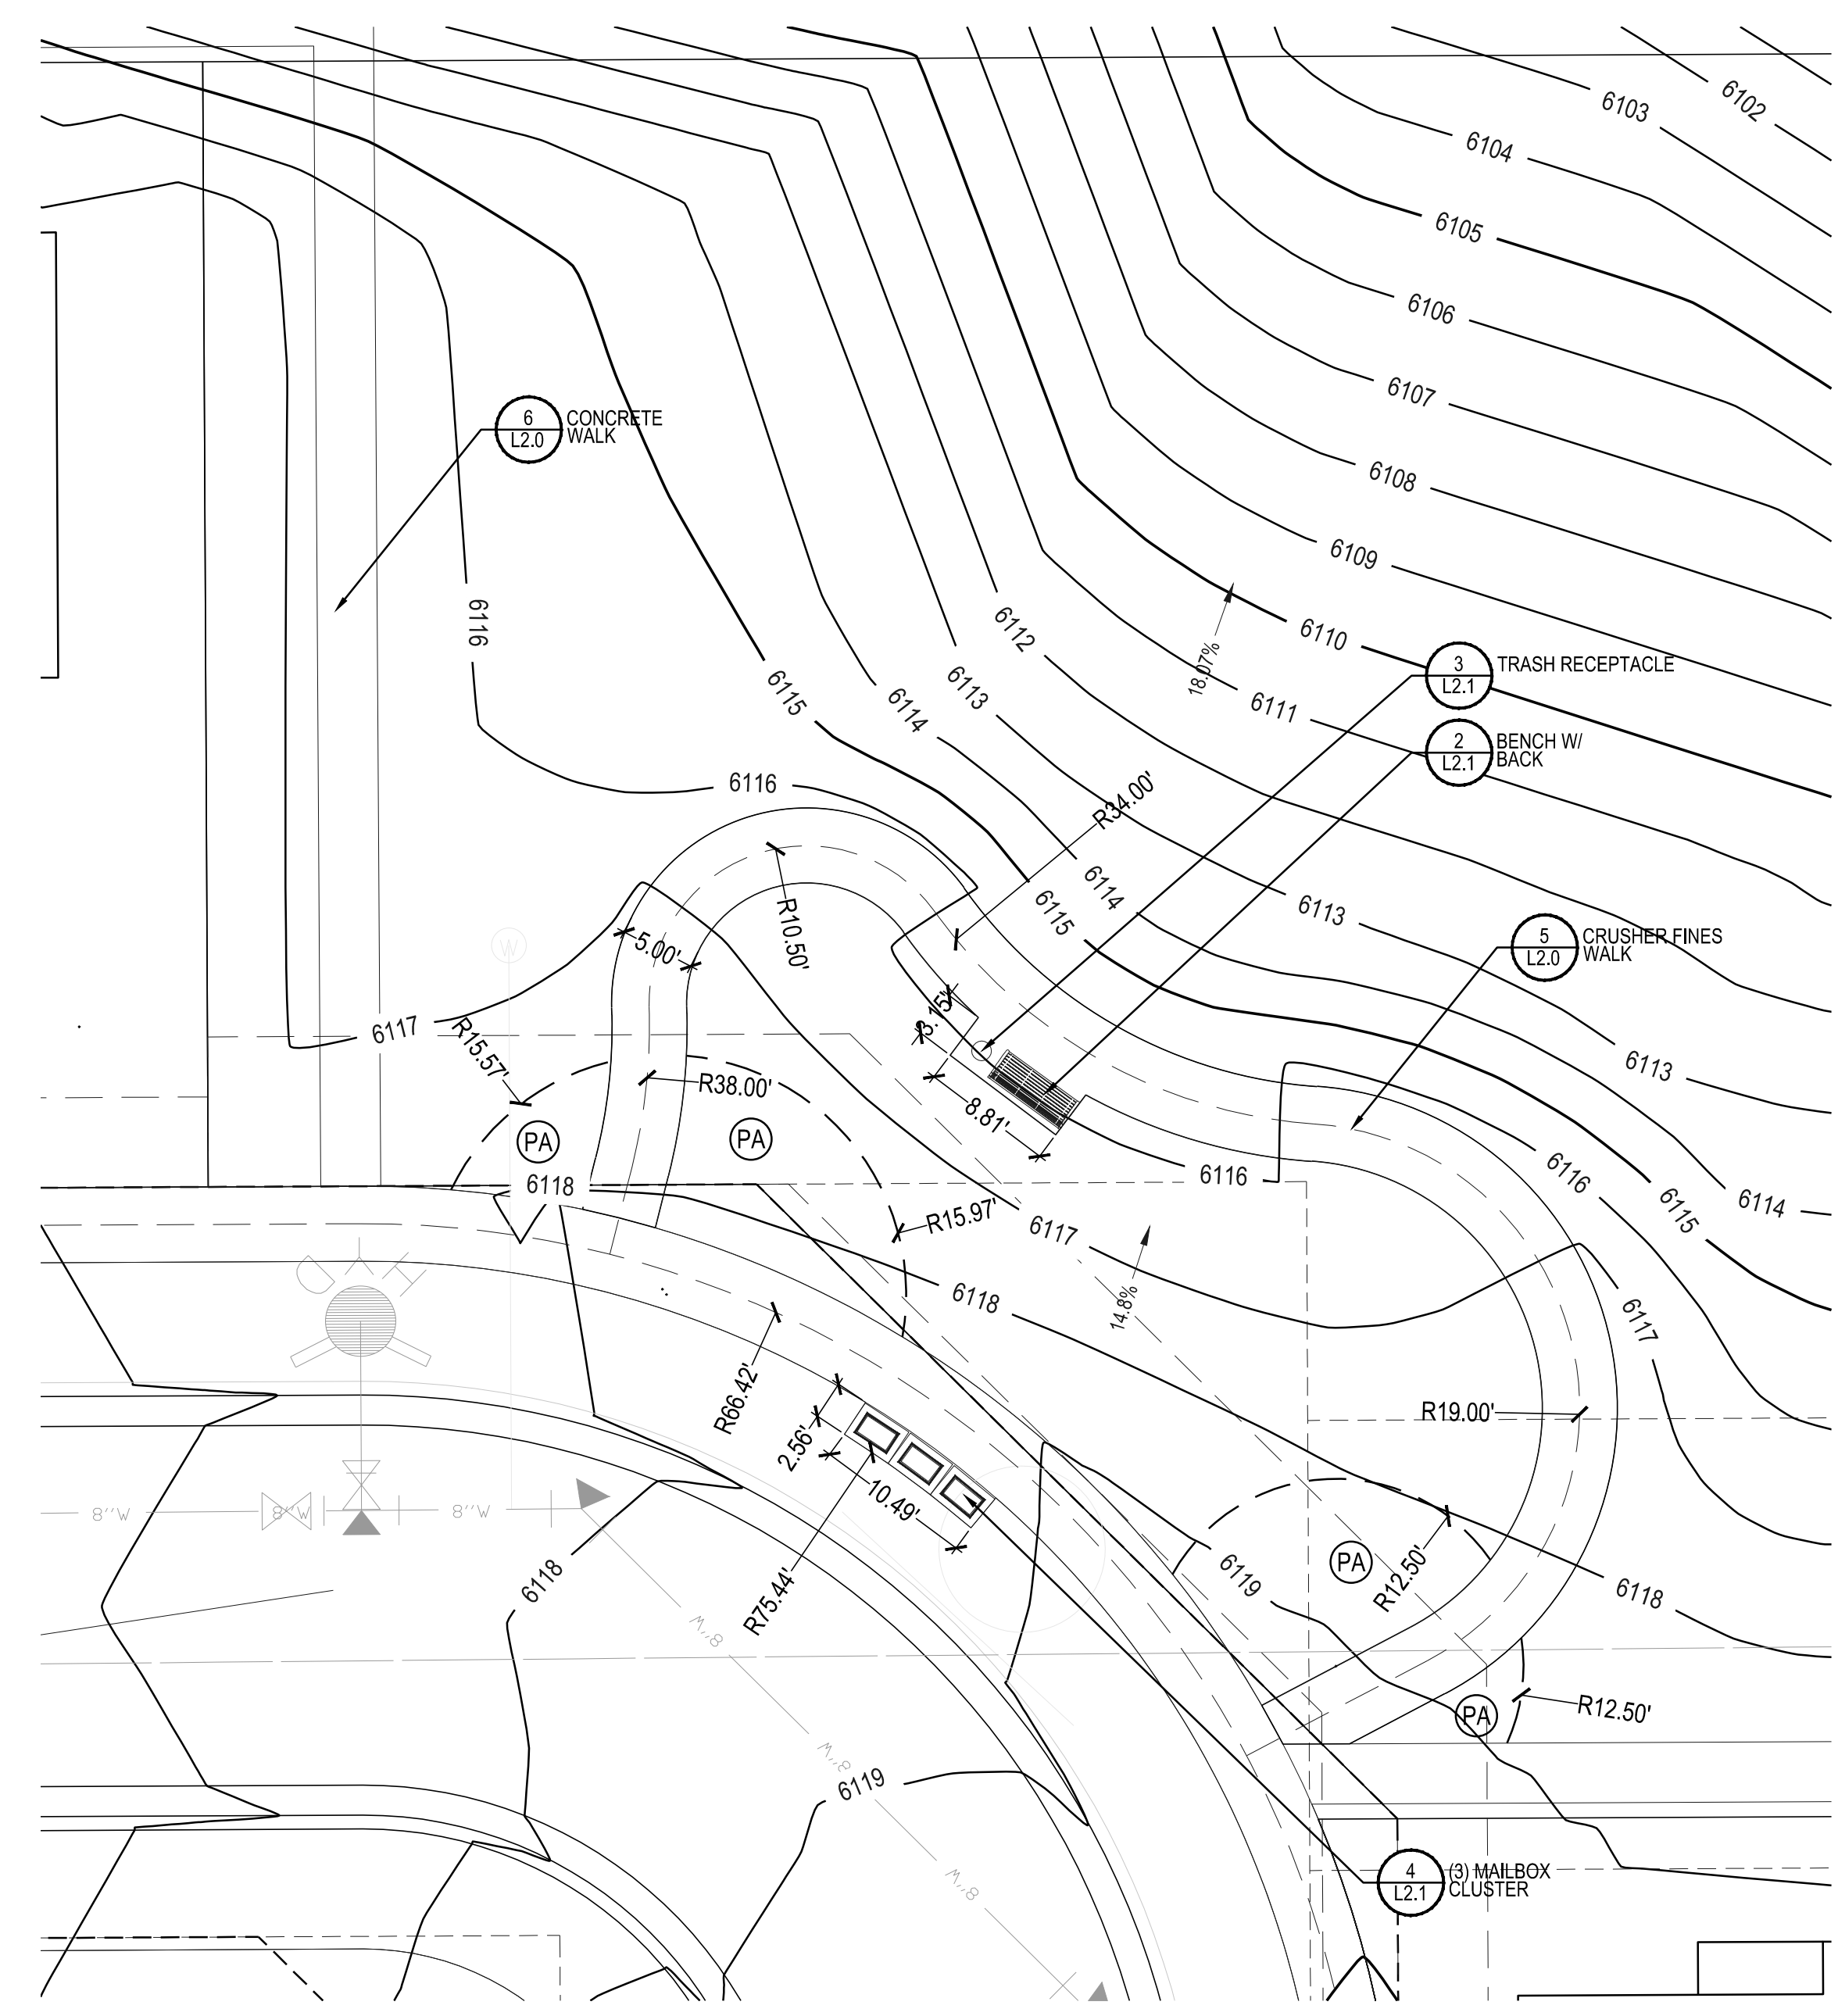 6102
6103
6104
6105
6106
6107
6
L2.0
CONCRETE
WALK
6108
6109
6116
6112
6110
18.07%
3
L2.1
TRASH RECEPTACLE
6115
6114
6113
6111
2
L2.1
BENCH W/
BACK
6116
R34.00'
6114
6115
6113
R10.50'
5.00'
W
5
L2.0
CRUSHER FINES
WALK
6117
R15.57'
3.15'
R38.00'
6113
8.81'
PA
PA
6118
6116
6116
6115
6114
R15.97'
6117
6118
14.8%
6117
R66.42'
R19.00'
2.56'
10.49'
8"W
8"W
8"W
6118
R75.44'
8"W
6119
PA
R12.50'
6118
PA
R12.50'
8"W
6119
8"W
4
L2.1
(3) MAILBOX
CLUSTER